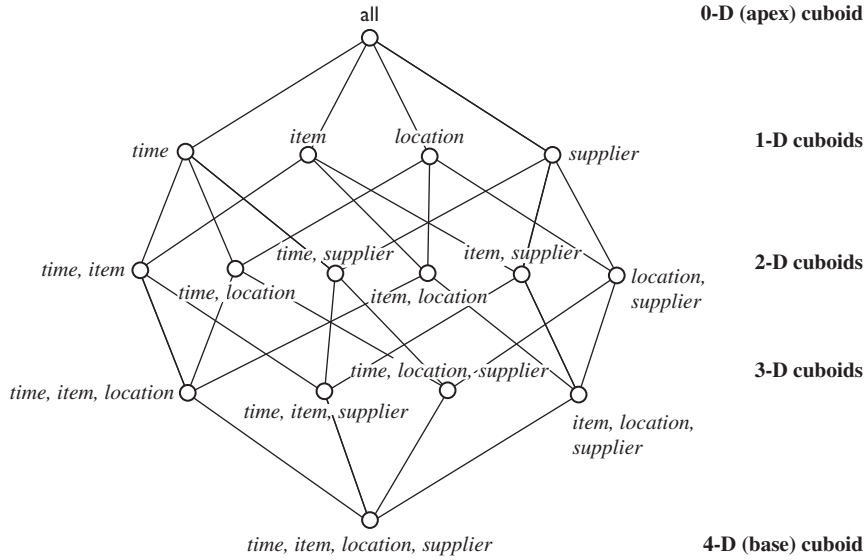 all
0-D (apex) cuboid
time
item
location
supplier
1-D cuboids
time, item
time, location
time, supplier
item, location
item, supplier
location,
supplier
2-D cuboids
time, item, location
time, item, supplier
time, location, supplier
item, location,
supplier
3-D cuboids
time, item, location, supplier
4-D (base) cuboid